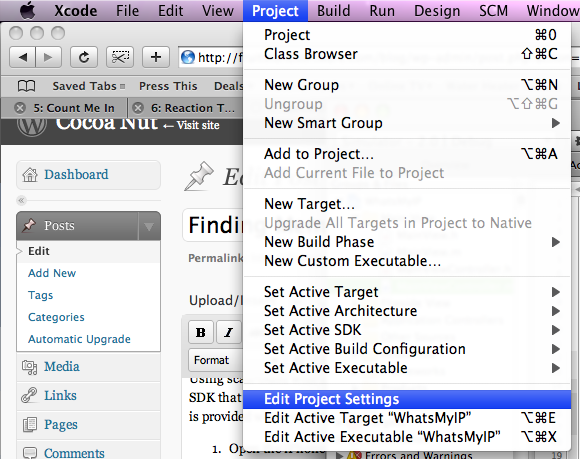 Xcode File Edit View Project Build Run Design SCM Window
Project ⌘0
Class Browser ⇧⌘C
New Group ⌥⌘N
Ungroup ⌥⇧⌘G
New Smart Group
Add to Project... ⌥⌘A
Add Current File to Project
New Target...
Upgrade All Targets in Project to Native
New Build Phase
New Custom Executable...
Set Active Target
Set Active Architecture
Set Active SDK
Set Active Build Configuration
Set Active Executable
Edit Project Settings
Edit Active Target “WhatsMyIP” ⌥⌘E
Edit Active Executable “WhatsMyIP” ⌥⌘X
http://f
Saved Tabs Press This Deals
5: Count Me In 6: Reaction T...
Cocoa Nut ← Visit site
Dashboard
Posts
Edit
Add New
Tags
Categories
Automatic Upgrade
Media
Links
Pages
Comments
Finding
Permalink
Upload/
B I
Format
Using
SDK that
is provide
1. Open the
Errors and Warnings
19